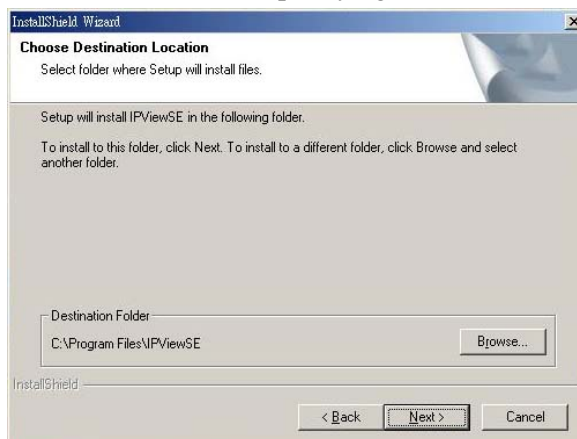 InstallShield Wizard
Choose Destination Location
Select folder where Setup will install files.
Setup will install IPViewSE in the following folder.
To install to this folder, click Next. To install to a different folder, click Browse and select
another folder.
Destination Folder
C:\Program Files\IPViewSE
Browse...
InstallShield
< Back
Next >
Cancel